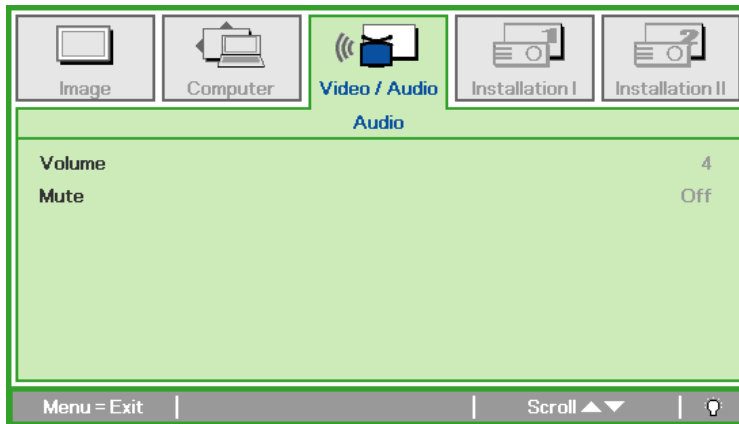 Image Computer Video / Audio Installation I Installation II
Audio
Volume 4
Mute Off
Menu = Exit Scroll ▲▼